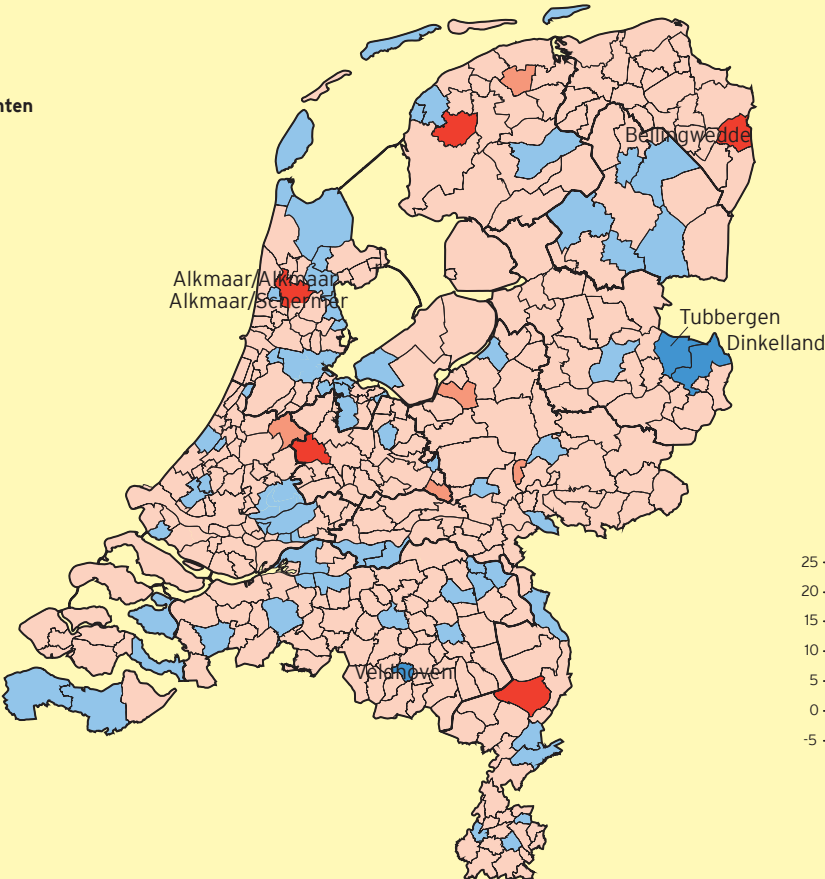 nten
Bellingwedde
Alkmaar/Alkmaar
Alkmaar/Schermer
Tubbergen
Dinkelland
Veldhoven
25
20
15
10
5
0
-5